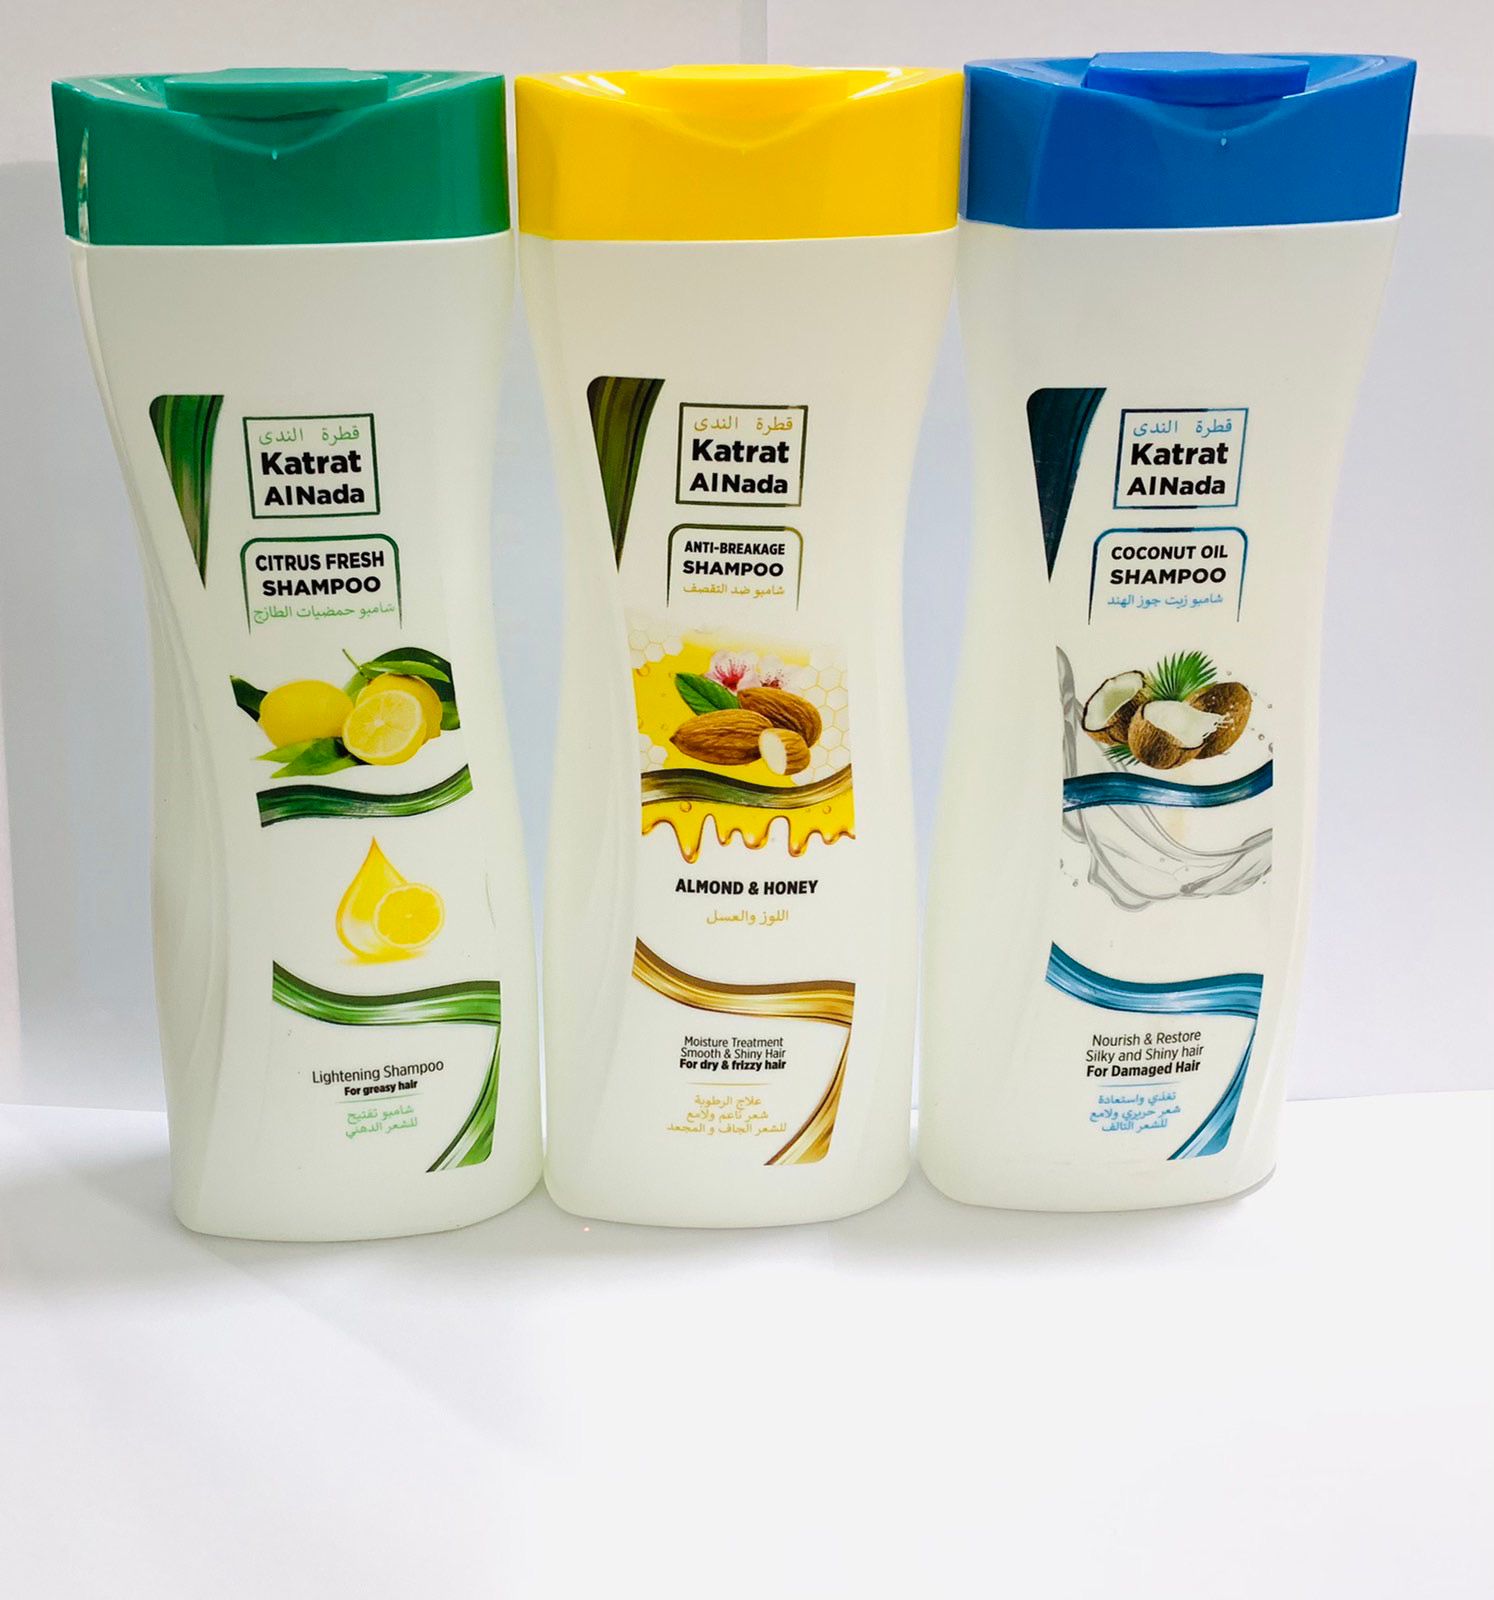 قطرة الندى
Katrat
AlNada
CITRUS FRESH
SHAMPOO
شامبو حمضيات الطازج
Lightening Shampoo
For greasy hair
شامبو تفتيح
للشعر الدهني
قطرة الندى
Katrat
AlNada
ANTI-BREAKAGE
SHAMPOO
شامبو ضد التقصف
ALMOND & HONEY
اللوز والعسل
Moisture Treatment
Smooth & Shiny Hair
For dry & frizzy hair
علاج الرطوبة
شعر ناعم ولامع
للشعر الجاف و المجعد
قطرة الندى
Katrat
AlNada
COCONUT OIL
SHAMPOO
شامبو زيت جوز الهند
Nourish & Restore
Silky and Shiny hair
For Damaged Hair
تغذي واستعادة
شعر حريري ولامع
للشعر التالف